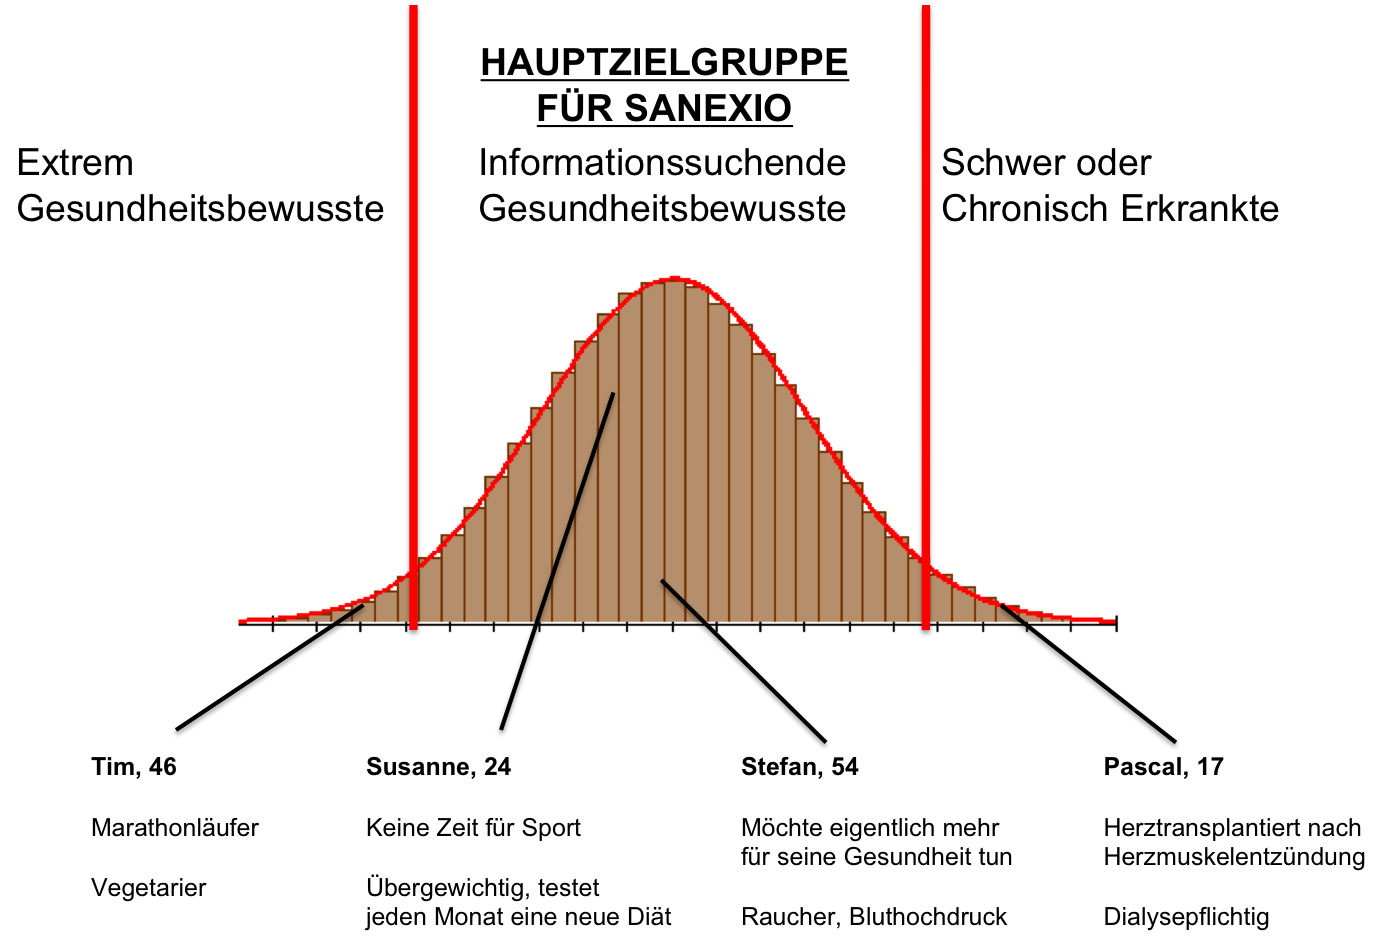 HAUPTZIELGRUPPE
FÜR SANEXIO
Extrem
Gesundheitsbewusste
Informationssuchende
Gesundheitsbewusste
Schwer oder
Chronisch Erkrankte
Tim, 46
Marathonläufer
Vegetarier
Susanne, 24
Keine Zeit für Sport
Übergewichtig, testet
jeden Monat eine neue Diät
Stefan, 54
Möchte eigentlich mehr
für seine Gesundheit tun
Raucher, Bluthochdruck
Pascal, 17
Herztransplantiert nach
Herzmuskelentzündung
Dialysepflichtig